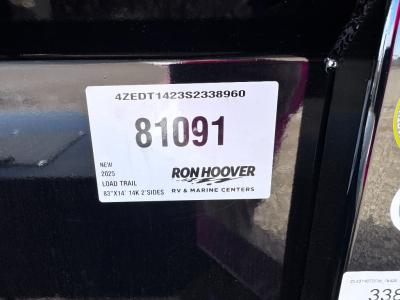 4ZEDT1423S2338960
81091
NEW
2025
LOAD TRAIL
83"X14' 14K 2'SIDES
RON HOOVER
RV & MARINE CENTERS
338